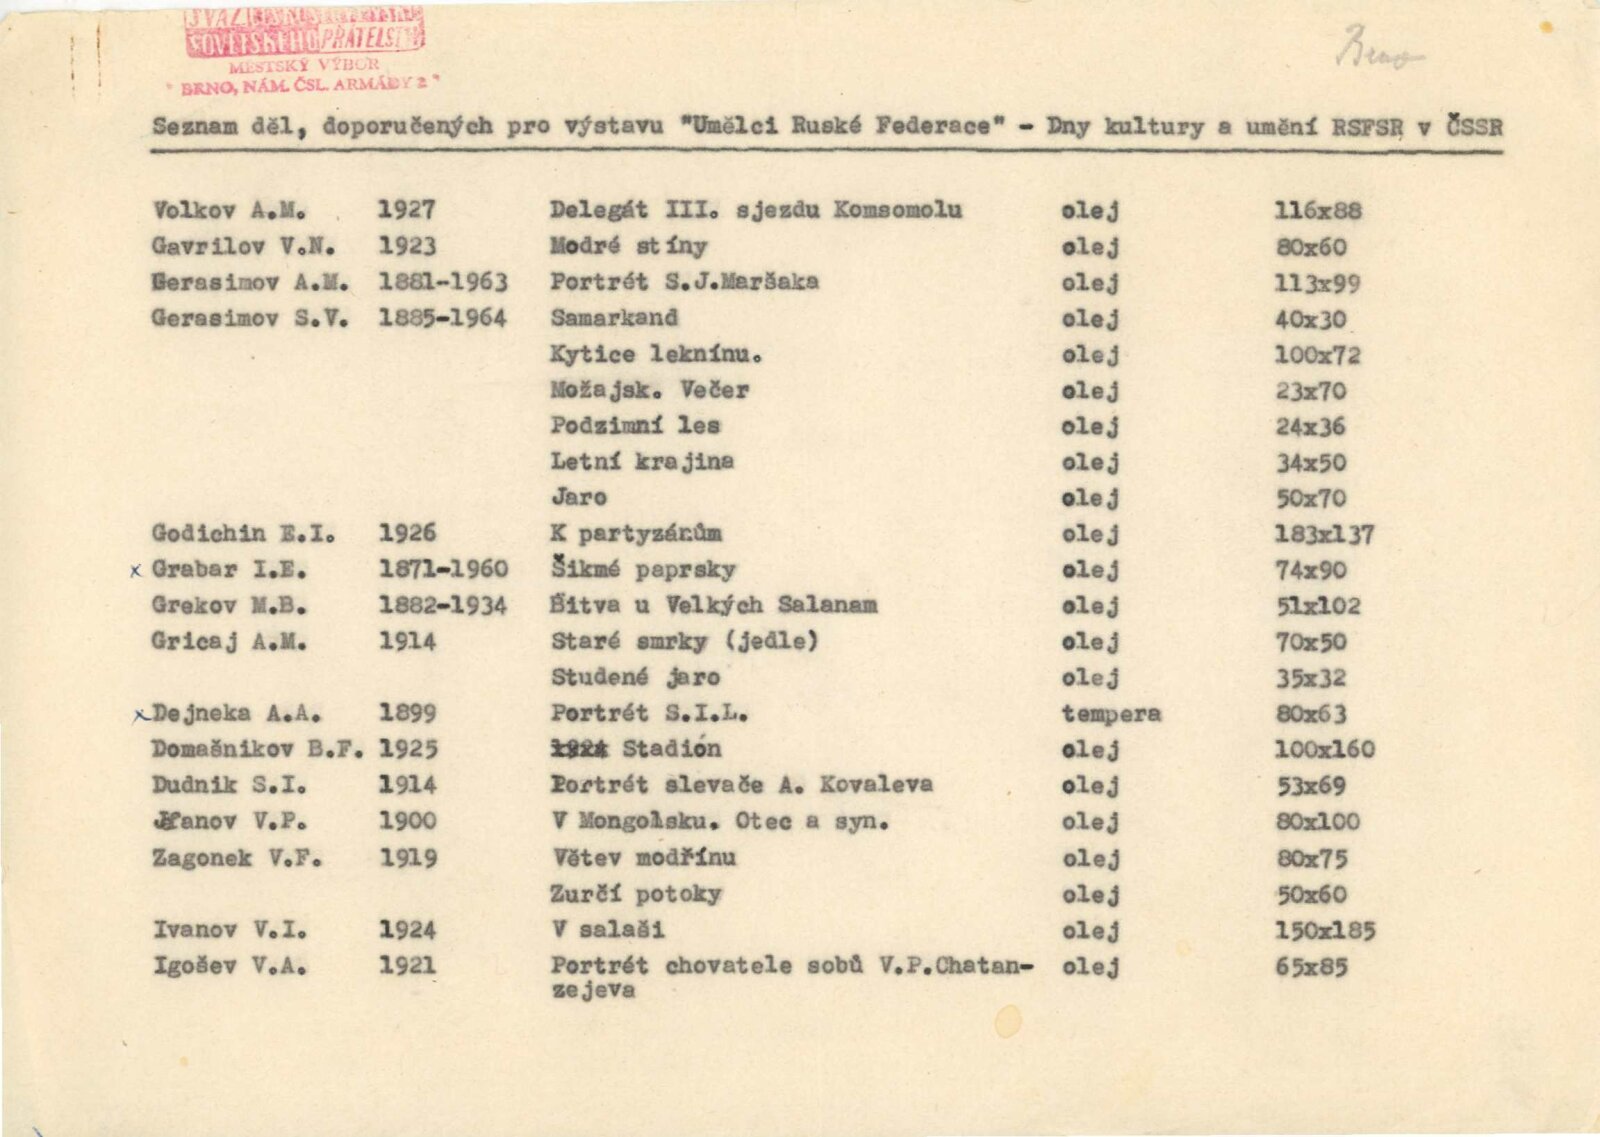 SOVĚTSKÉHO PŘÁTELSTVÍ
MĚSTSKÝ VÝBOR
BRNO, NÁM. ČSL. ARMÁDY 2
Brno
Seznam děl, doporučených pro výstavu "Umělci Ruské Federace" - Dny kultury a umění RSFSR v ČSSR
Volkov A.M. 1927 Delegát III. sjezdu Komsomolu olej 116x88
Gavrilov V.N. 1923 Modré stíny olej 80x60
Gerasimov A.M. 1881-1963 Portrét S.J.Maršaka olej 113x99
Gerasimov S.V. 1885-1964 Samarkand olej 40x30
Kytice leknínu. olej 100x72
Možajsk. Večer olej 23x70
Podzimní les olej 24x36
Letní krajina olej 34x50
Jaro olej 50x70
Godichin E.I. 1926 K partyzánům olej 183x137
x Grabar I.E. 1871-1960 Šikmé paprsky olej 74x90
Grekov M.B. 1882-1934 Bitva u Velkých Salanam olej 51x102
Gricaj A.M. 1914 Staré smrky (jedle) olej 70x50
Studené jaro olej 35x32
x Dejneka A.A. 1899 Portrét S.I.L. tempera 80x63
Domašnikov B.F. 1925 Stadión olej 100x160
Dudnik S.I. 1914 Portrét slevače A. Kovaleva olej 53x69
V.P. 1900 V Mongolsku. Otec a syn. olej 80x100
Zagonek V.F. 1919 Větev modřínu olej 80x75
Zurčí potoky olej 50x60
Ivanov V.I. 1924 V salaši olej 150x185
Igošev V.A. 1921 Portrét chovatele sobů V.P.Chatan- olej 65x85
zejeva